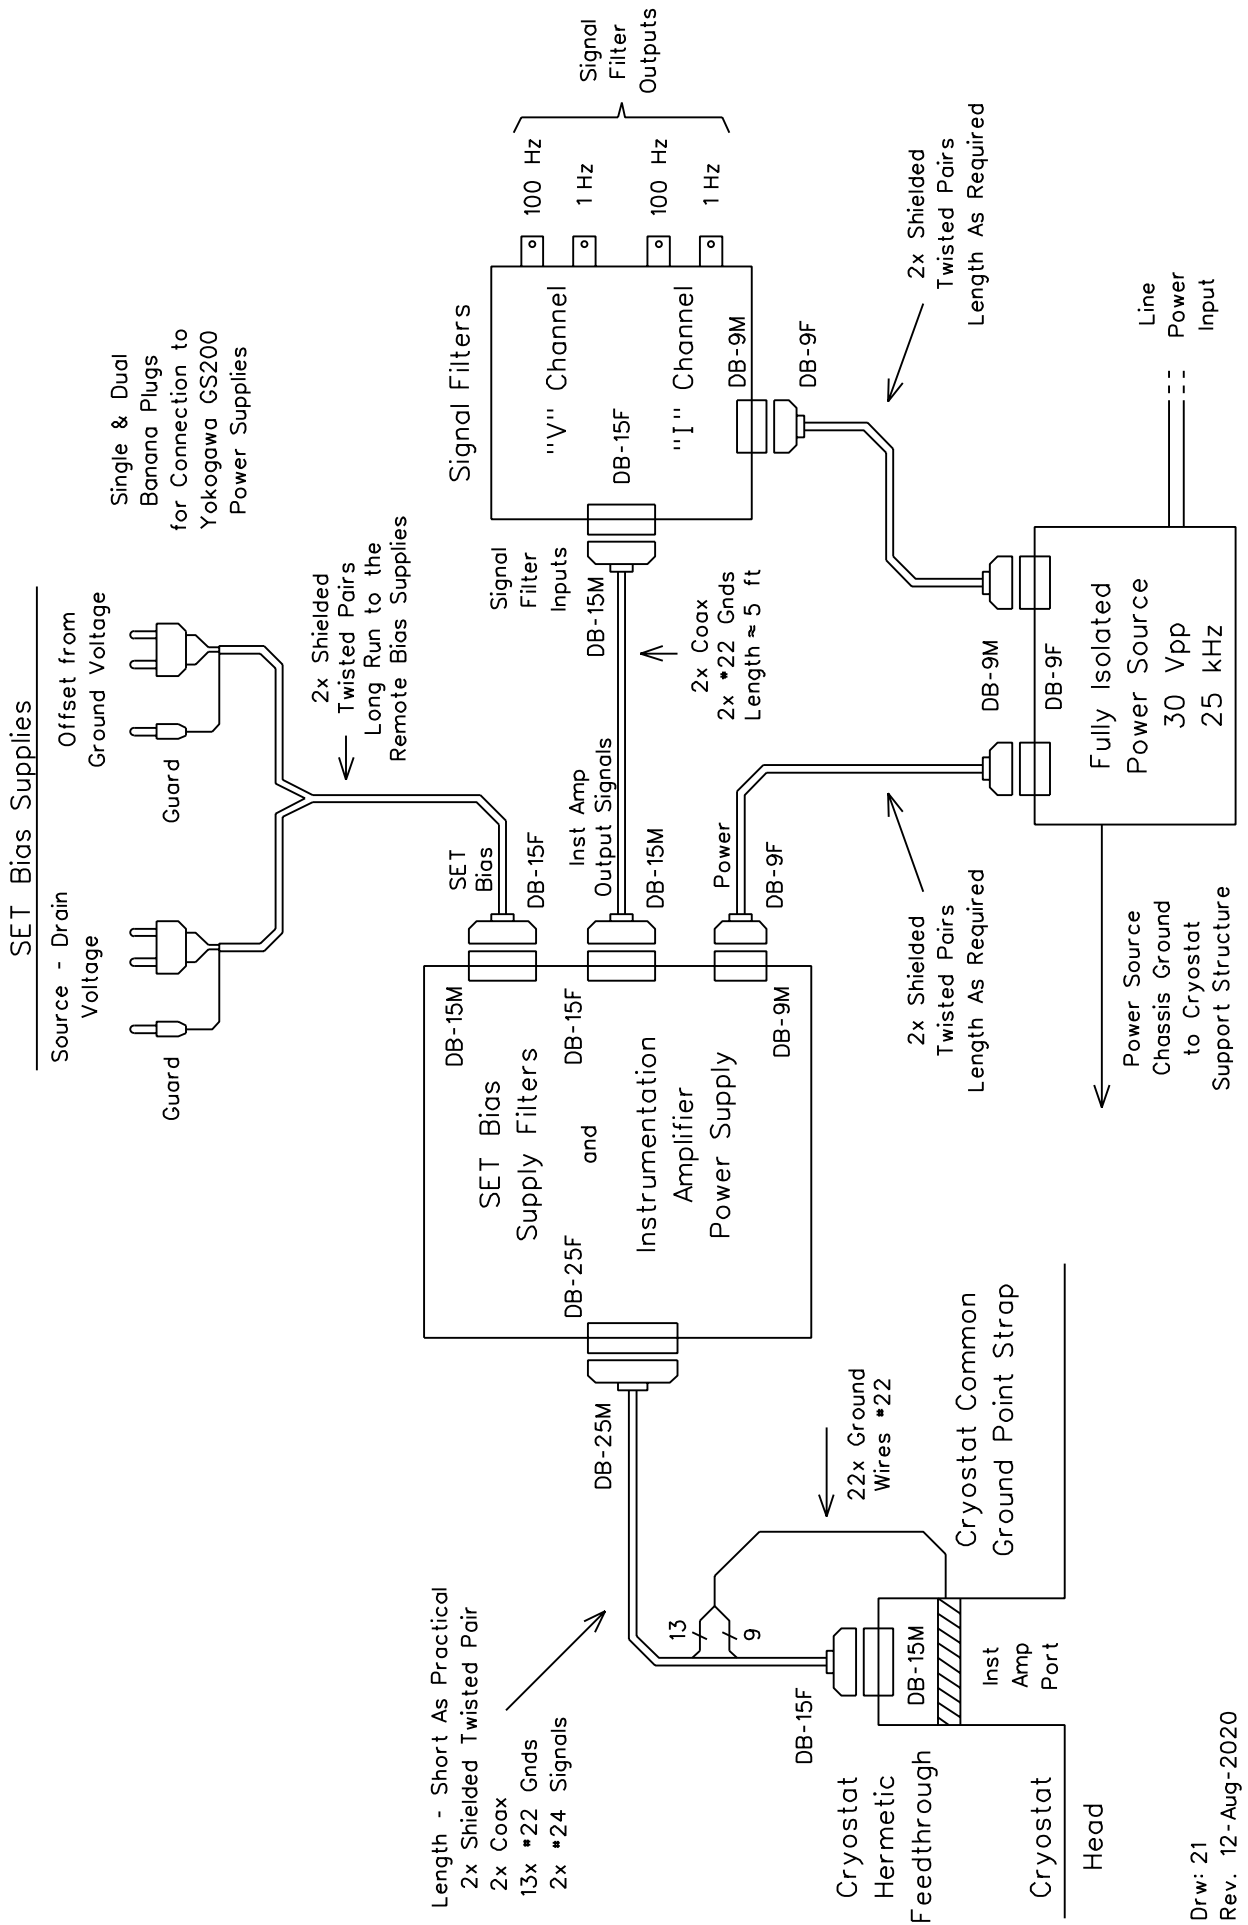 SET Bias Supplies
Source - Drain
Voltage
Offset from
Ground Voltage
Guard
Guard
Single & Dual
Banana Plugs
for Connection to
Yokogawa GS200
Power Supplies
2x Shielded
Twisted Pairs
Long Run to the
Remote Bias Supplies
SET
Bias
DB-15F
Inst Amp
Output Signals
DB-15M
Power
DB-9F
DB-15M
DB-15F
DB-9M
SET Bias
Supply Filters
and
Instrumentation
Amplifier
Power Supply
DB-25F
DB-25M
Signal Filters
"V" Channel
DB-15F
"I" Channel
DB-9M
DB-9F
Signal
Filter
Inputs
DB-15M
2x Coax
2x #22 Gnds
Length ≈ 5 ft
100 Hz
1 Hz
100 Hz
1 Hz
Signal
Filter
Outputs
2x Shielded
Twisted Pairs
Length As Required
Line
Power
Input
DB-9M
DB-9F
Fully Isolated
Power Source
30 Vpp
25 kHz
2x Shielded
Twisted Pairs
Length As Required
Power Source
Chassis Ground
to Cryostat
Support Structure
Length - Short As Practical
2x Shielded Twisted Pair
2x Coax
13x #22 Gnds
2x #24 Signals
13
9
22x Ground
Wires #22
Cryostat Common
Ground Point Strap
DB-15F
DB-15M
Inst
Amp
Port
Cryostat
Hermetic
Feedthrough
Cryostat
Head
Drw: 21
Rev. 12-Aug-2020